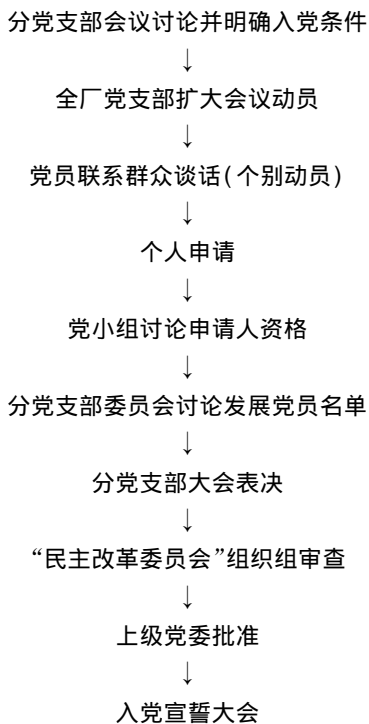 分党支部会议讨论并明确入党条件
↓
全厂党支部扩大会议动员
↓
党员联系群众谈话(个别动员)
↓
个人申请
↓
党小组讨论申请人资格
↓
分党支部委员会讨论发展党员名单
↓
分党支部大会表决
↓
“民主改革委员会”组织组审查
↓
上级党委批准
↓
入党宣誓大会